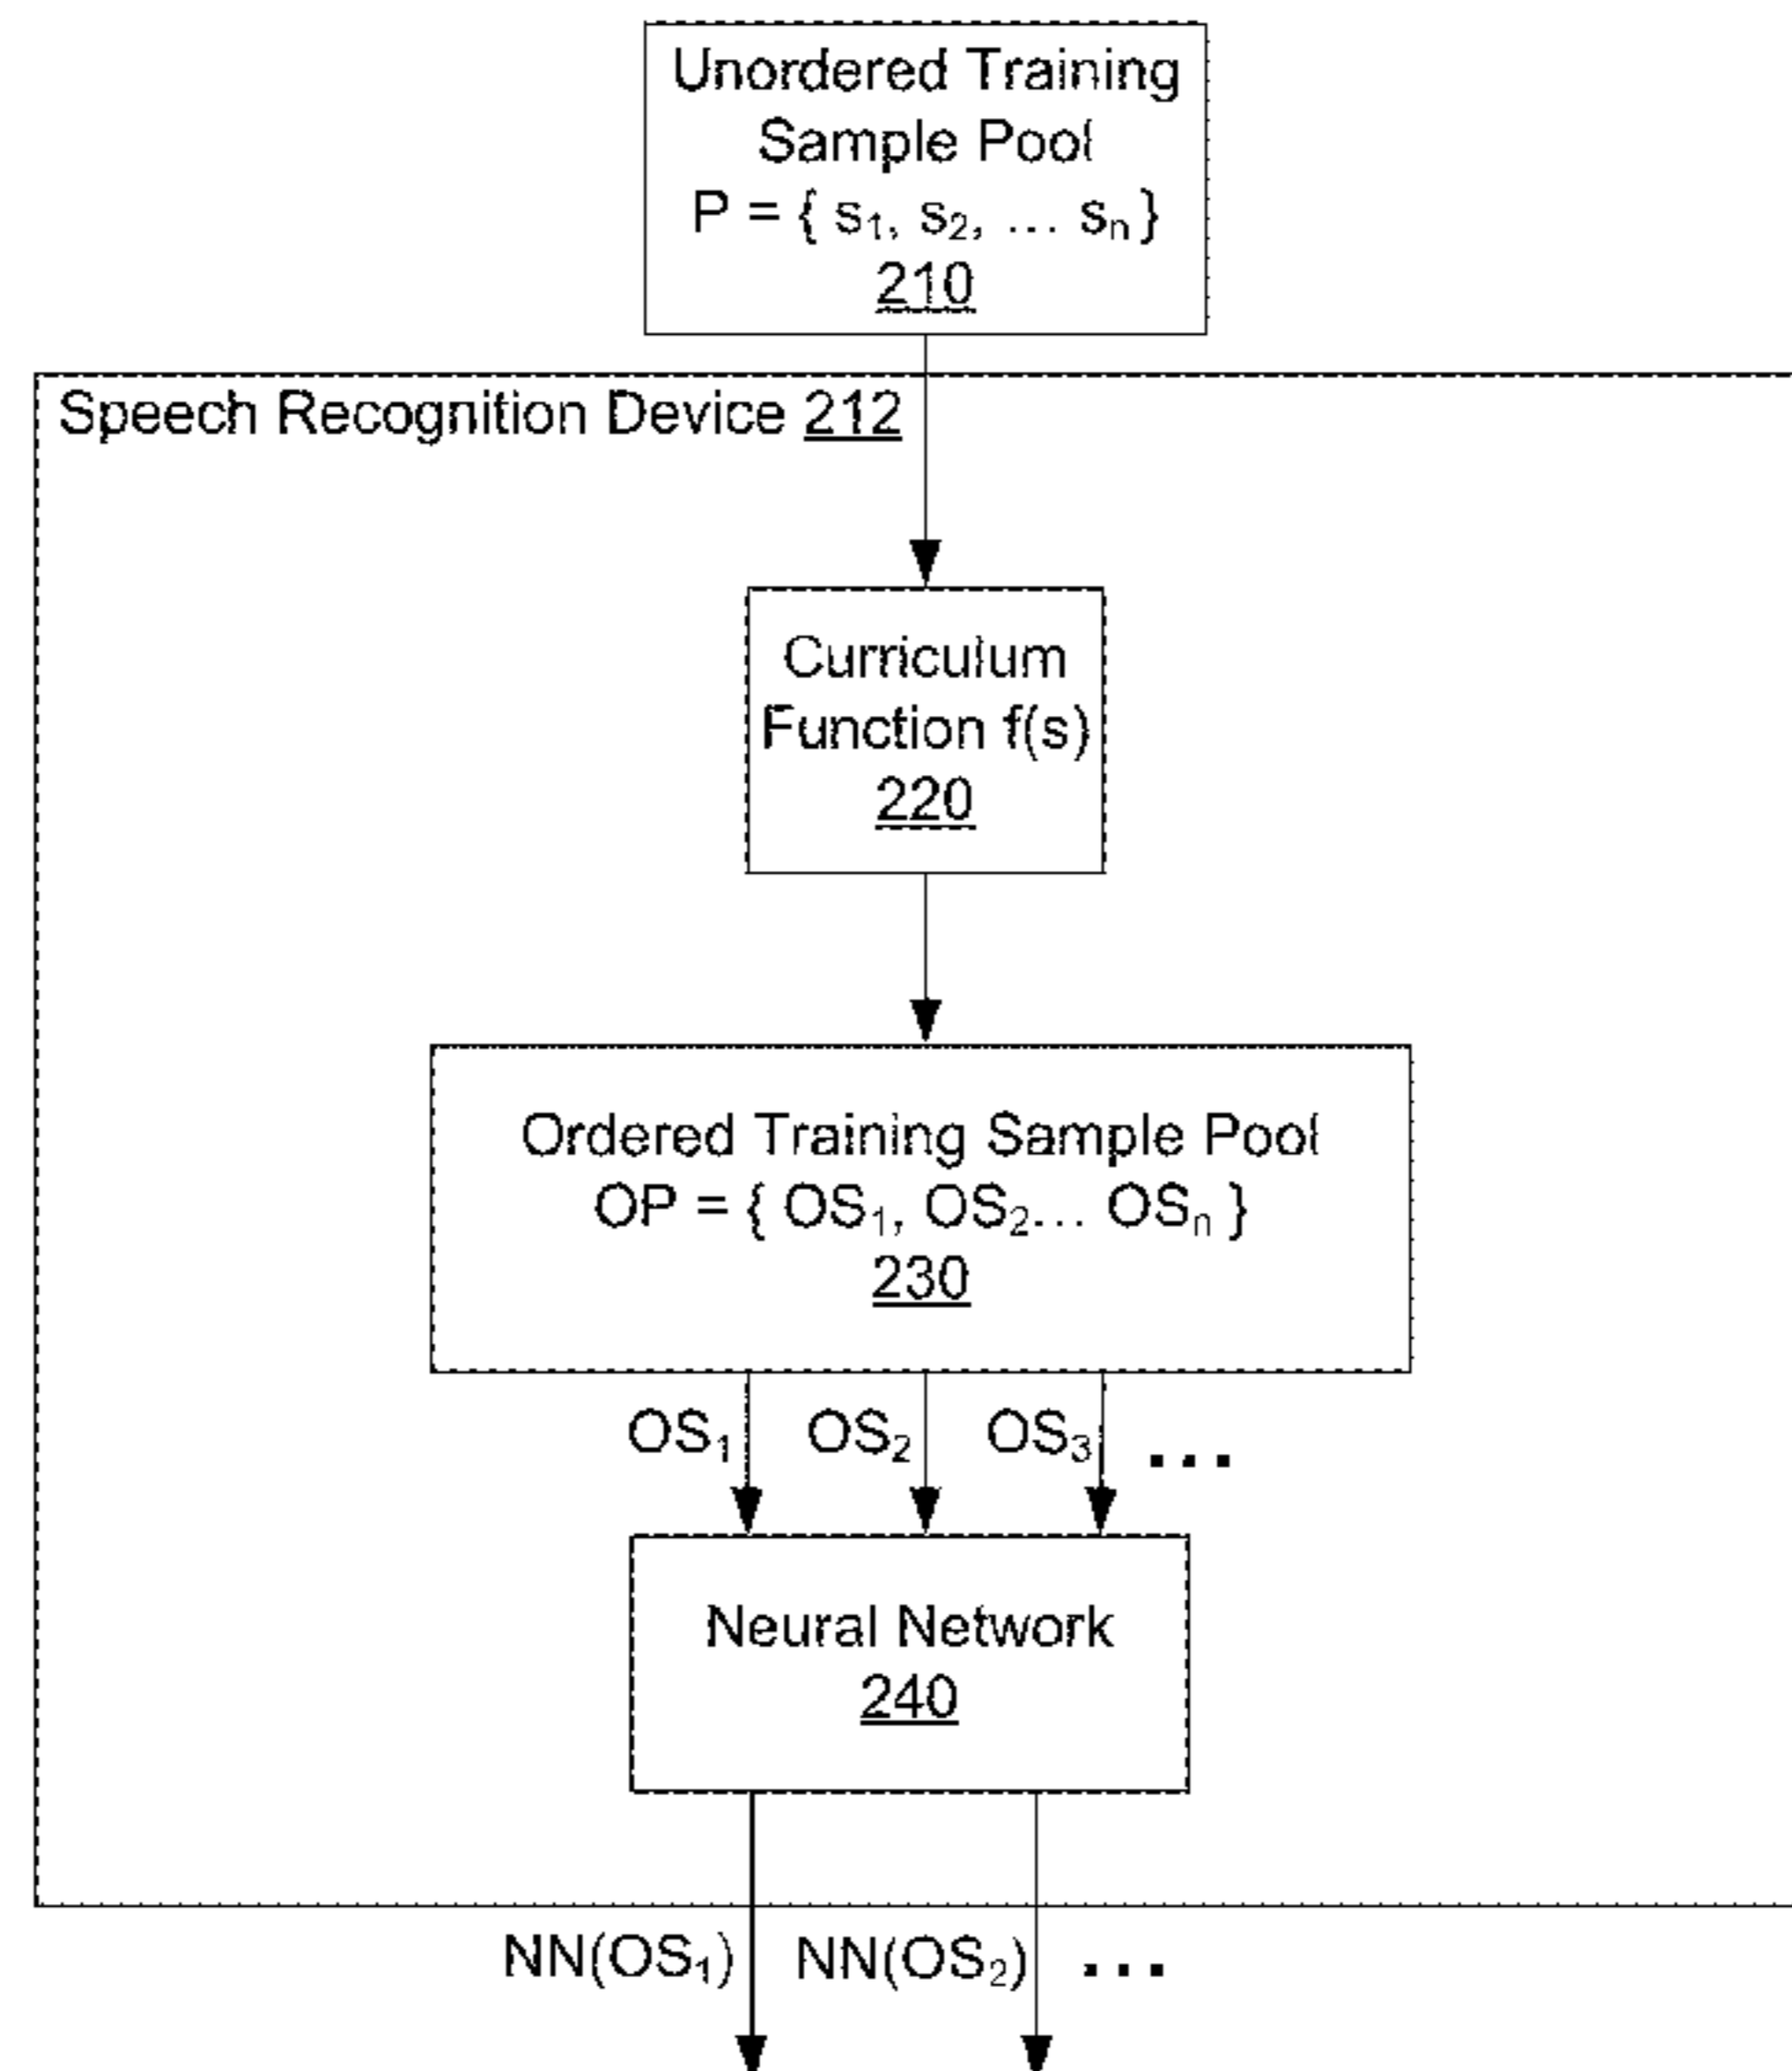 Unordered Training
Sample Pool
P = { s₁, s₂, ... sₙ }
210
Speech Recognition Device 212
Curriculum
Function f(s)
220
Ordered Training Sample Pool
OP = { OS₁, OS₂... OSₙ }
230
OS₁ OS₂ OS₃ ...
Neural Network
240
NN(OS₁) NN(OS₂) ...